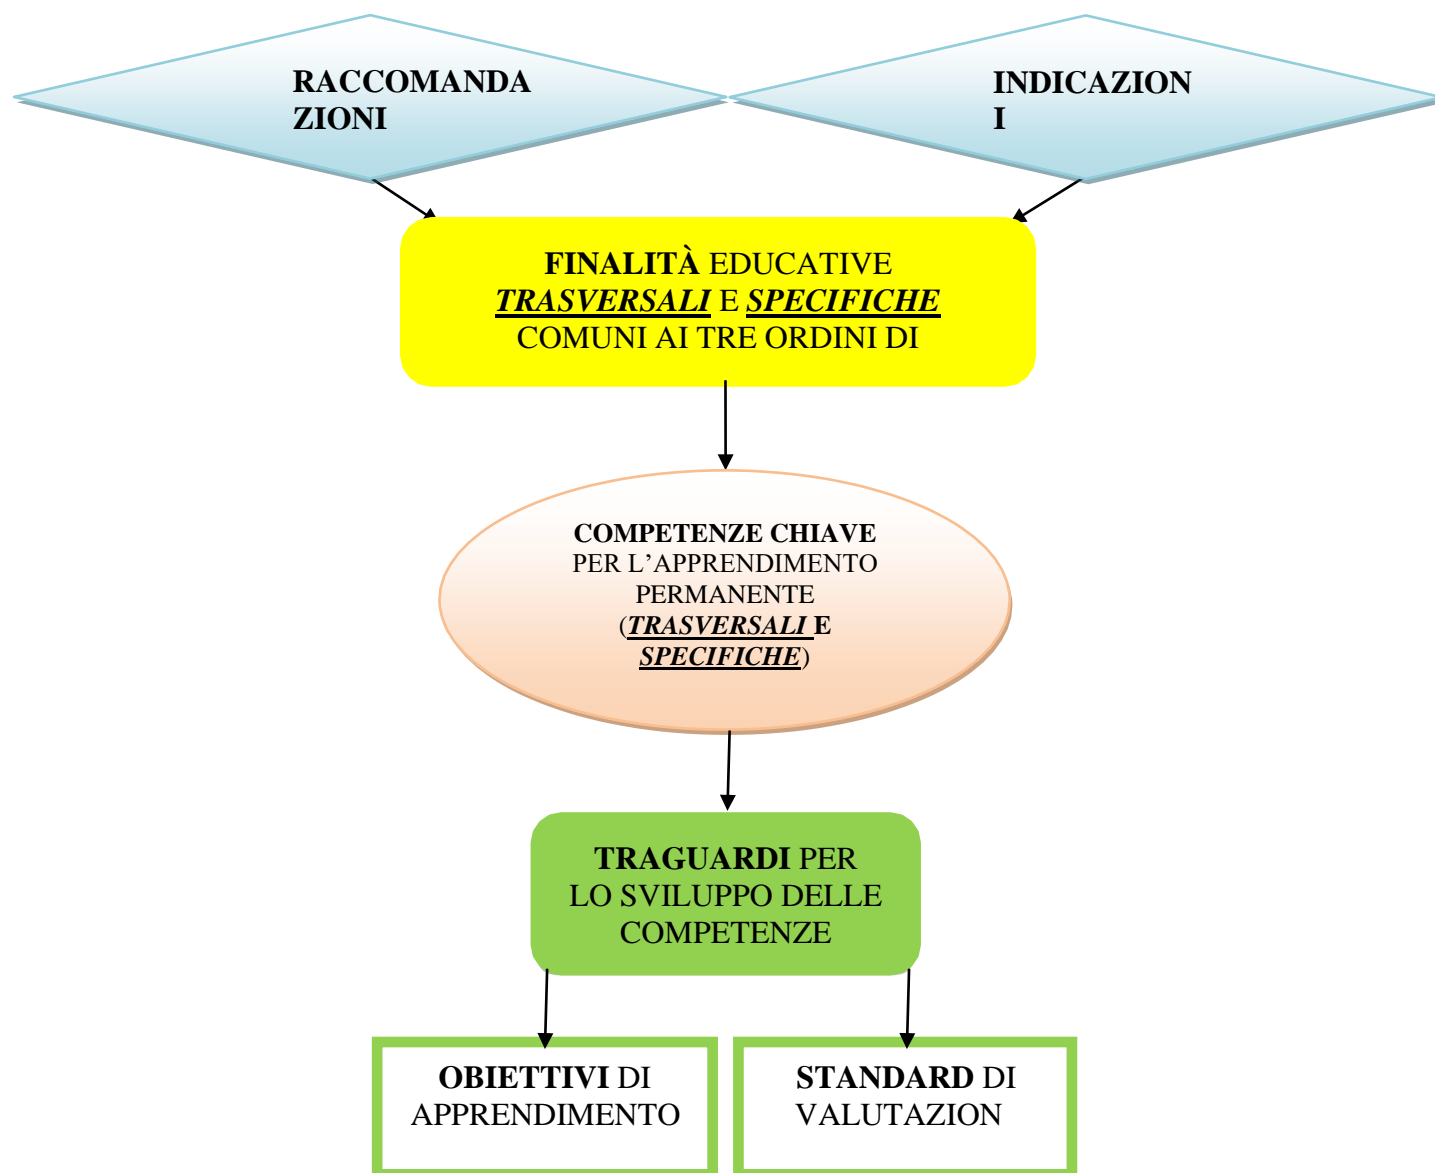 RACCOMANDA
ZIONI
INDICAZION
I
FINALITÀ EDUCATIVE
TRASVERSALI E SPECIFICHE
COMUNI AI TRE ORDINI DI
COMPETENZE CHIAVE
PER L’APPRENDIMENTO
PERMANENTE
(TRASVERSALI E
SPECIFICHE)
TRAGUARDI PER
LO SVILUPPO DELLE
COMPETENZE
OBIETTIVI DI
APPRENDIMENTO
STANDARD DI
VALUTAZION